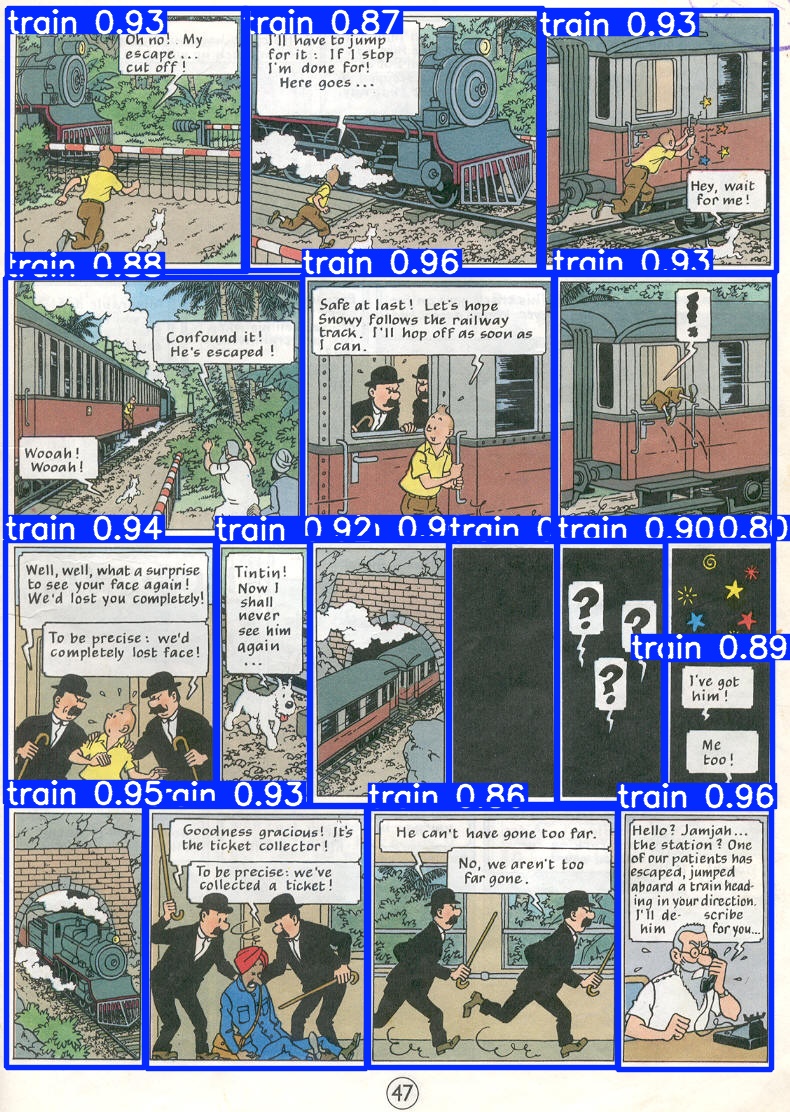 train 0.93
train 0.87
train 0.93
Oh no! My
escape...
cut off!
I'll have to jump
for it : If I stop
I'm done for!
Here goes ...
Hey, wait
for me!
train 0.88
train 0.96
train 0.93
Confound it!
He's escaped!
Wooah!
Wooah!
Safe at last! Let's hope
Snowy follows the railway
track. I'll hop off as soon as
I can.
!
train 0.94
train 0.92
train 0.90
0.80
Well, well, what a surprise
to see your face again!
We'd lost you completely!
To be precise: we'd
completely lost face!
Tintin!
Now I
shall
never
see him
again
...
?
?
?
train 0.89
I've got
him!
Me
too!
train 0.95
train 0.93
train 0.86
train 0.96
Goodness gracious! It's
the ticket collector!
To be precise: we've
collected a ticket!
He can't have gone too far.
No, we aren't too
far gone.
Hello? Jamjah...
the station? One
of our patients has
escaped, jumped
aboard a train head-
ing in your direction.
I'll de- scribe
him for you...
47